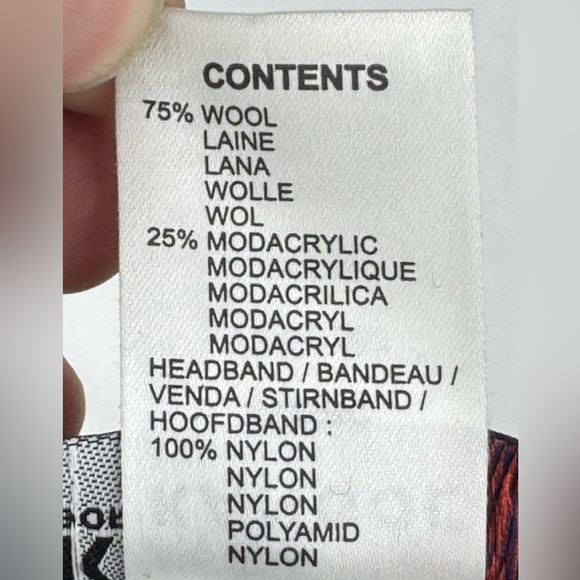 CONTENTS
75% WOOL
LAINE
LANA
WOLLE
WOL
25% MODACRYLIC
MODACRYLIQUE
MODACRILICA
MODACRYL
MODACRYL
HEADBAND / BANDEAU /
VENDA / STIRNBAND /
HOOFDBAND :
100% NYLON
NYLON
NYLON
POLYAMID
NYLON